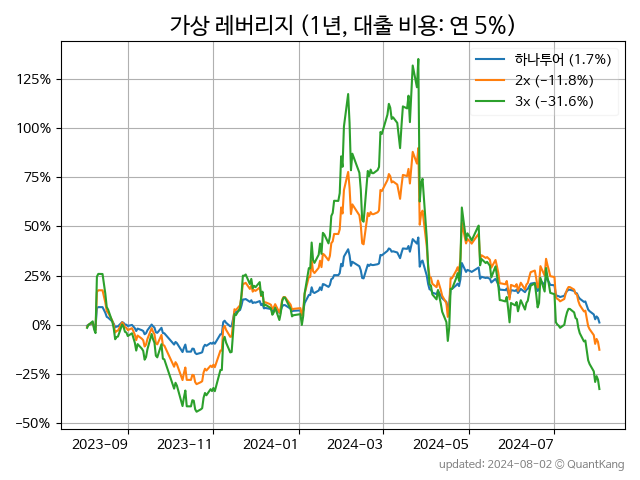 가상 레버리지 (1년, 대출 비용: 연 5%)
하나투어 (1.7%)
2x (−11.8%)
3x (−31.6%)
125%
100%
75%
50%
25%
0%
−25%
−50%
2023-09
2023-11
2024-01
2024-03
2024-05
2024-07
updated: 2024-08-02 © QuantKang